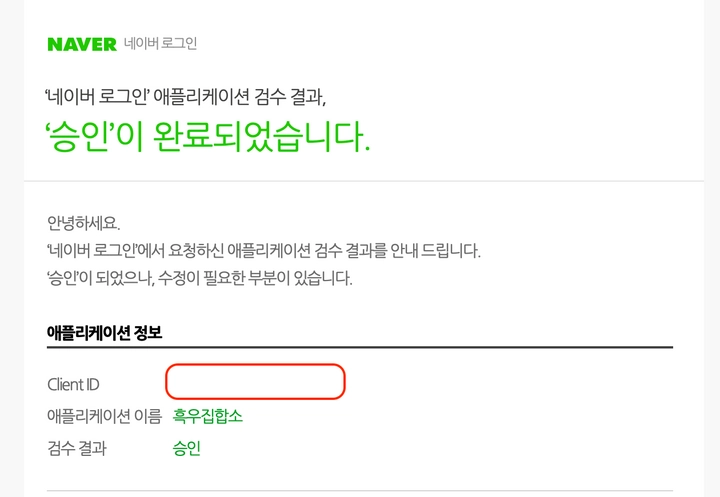 NAVER 네이버 로그인
‘네이버 로그인’ 애플리케이션 검수 결과,
‘승인’이 완료되었습니다.
안녕하세요.
‘네이버 로그인’에서 요청하신 애플리케이션 검수 결과를 안내 드립니다.
‘승인’이 되었으나, 수정이 필요한 부분이 있습니다.
애플리케이션 정보
Client ID
애플리케이션 이름 흑우집합소
검수 결과 승인